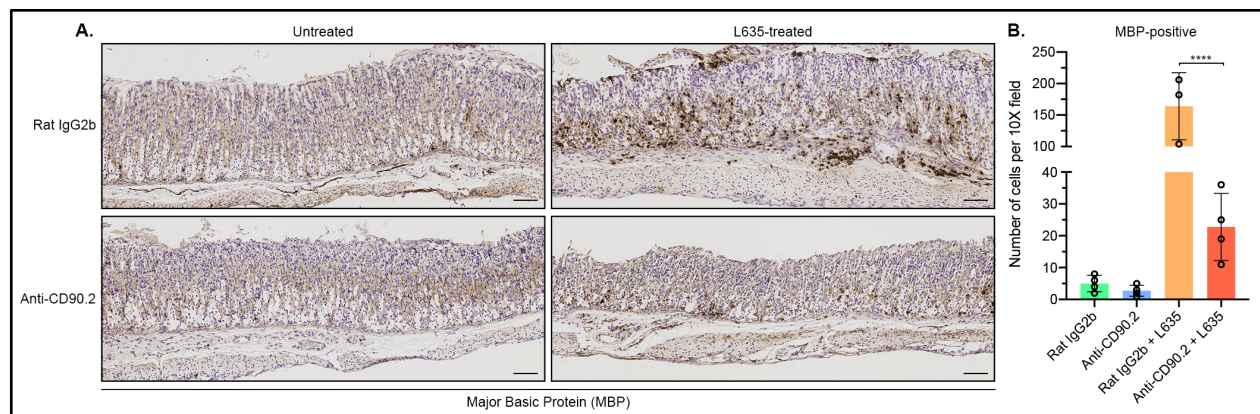 A.
Untreated
L635-treated
Rat IgG2b
Anti-CD90.2
Major Basic Protein (MBP)
B.
MBP-positive
Number of cells per 10X field
250
200
150
100
40
30
20
10
0
****
Rat IgG2b
Anti-CD90.2
Rat IgG2b + L635
Anti-CD90.2 + L635